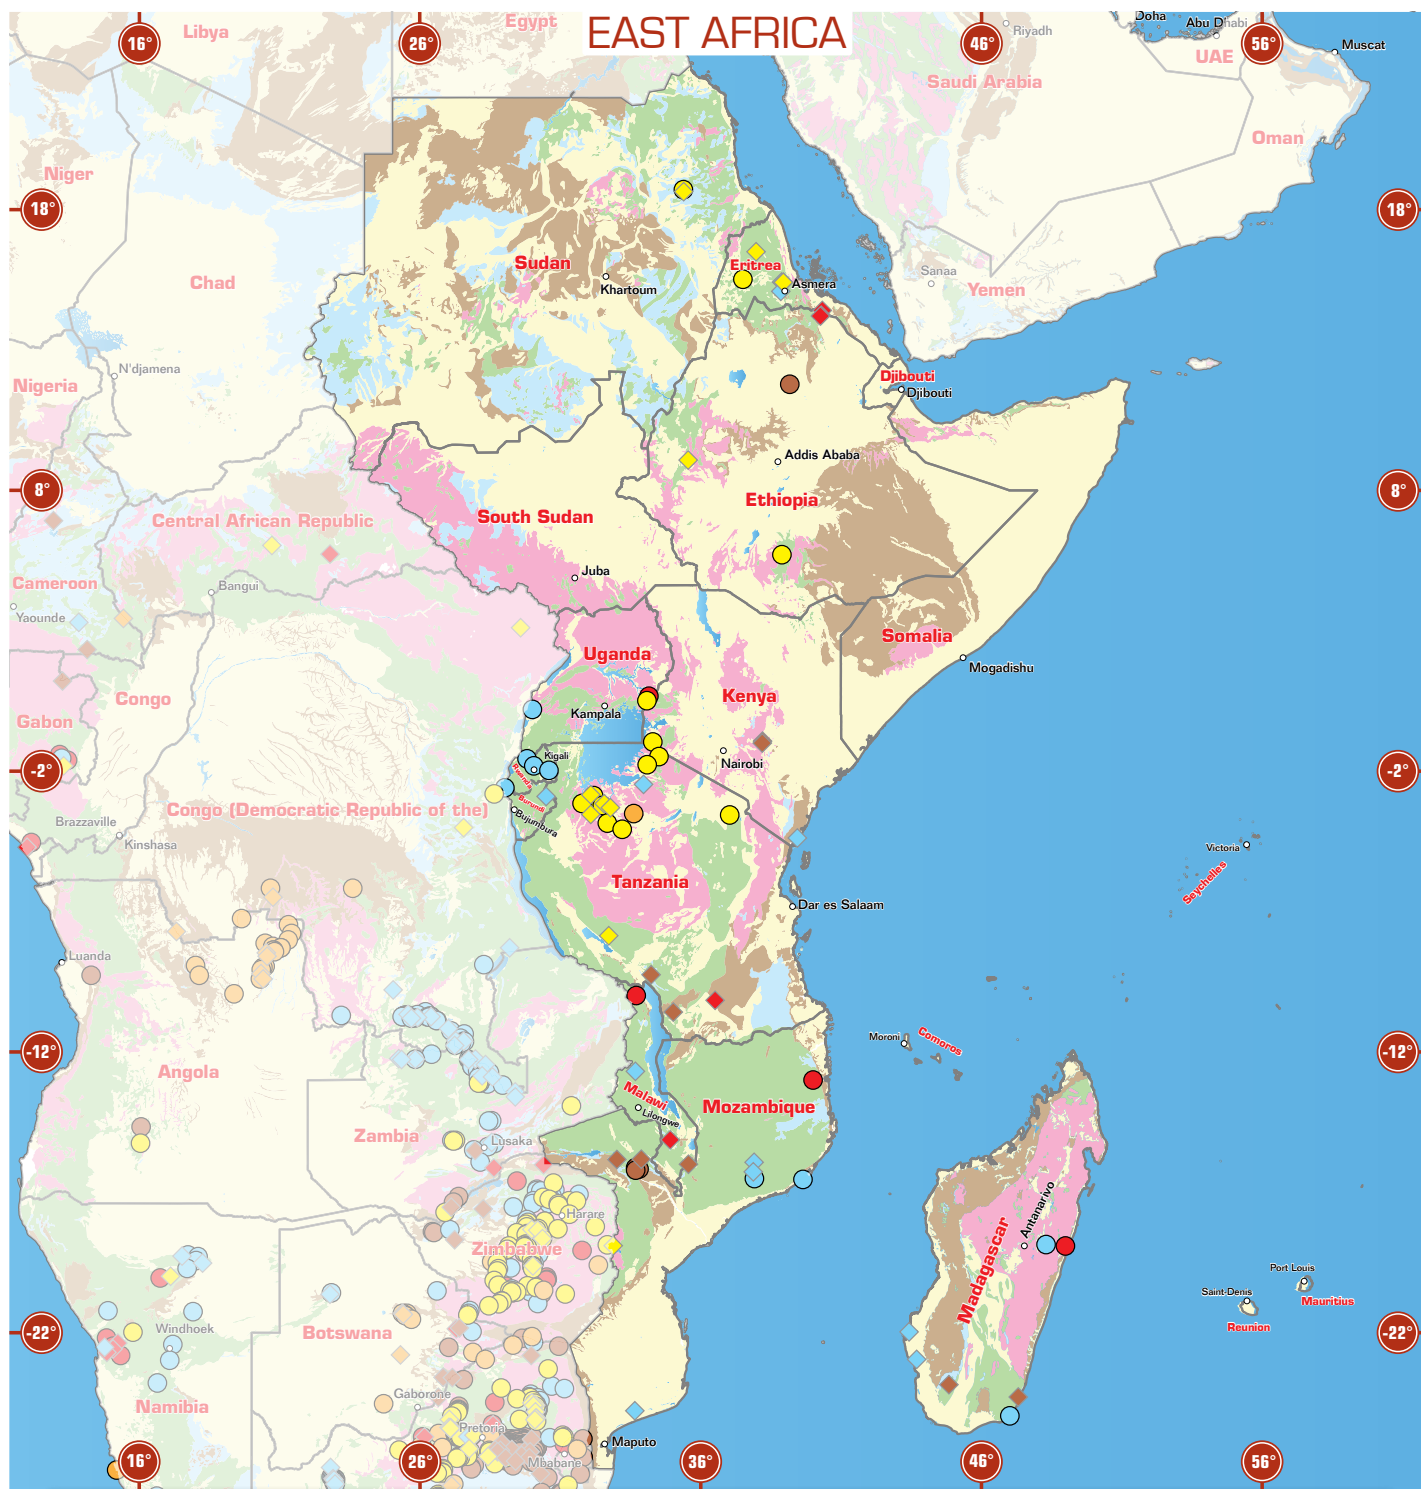 EAST AFRICA
16°
26°
46°
56°
Libya
Egypt
Riyadh
Doha
Abu Dhabi
Muscat
UAE
Saudi Arabia
Oman
Niger
18°
18°
Sudan
Khartoum
Eritrea
Asmera
Sanaa
Yemen
Chad
N'djamena
Nigeria
Djibouti
Djibouti
Addis Ababa
8°
Ethiopia
8°
Central African Republic
South Sudan
Juba
Cameroon
Bangui
Yaounde
Somalia
Mogadishu
Uganda
Congo
Kenya
Gabon
Kampala
Kigali
Nairobi
-2°
-2°
Rwanda
Burundi
Bujumbura
Congo (Democratic Republic of the)
Brazzaville
Kinshasa
Victoria
Seychelles
Tanzania
Dar es Salaam
Luanda
Moroni
Comoros
-12°
-12°
Angola
Malawi
Lilongwe
Mozambique
Zambia
Lusaka
Harare
Zimbabwe
Antananarivo
Madagascar
Port Louis
Mauritius
Saint-Denis
Reunion
-22°
Windhoek
Botswana
-22°
Gaborone
Namibia
Pretoria
Maputo
Mbabane
16°
26°
36°
46°
56°